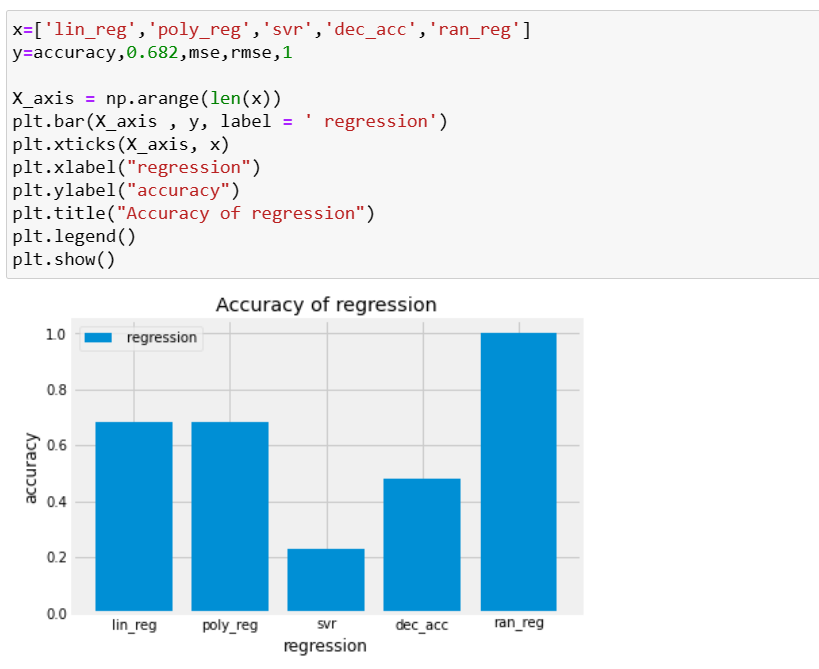 x=['lin_reg','poly_reg','svr','dec_acc','ran_reg']
y=accuracy,0.682,mse,rmse,1
X_axis = np.arange(len(x))
plt.bar(X_axis , y, label = ' regression')
plt.xticks(X_axis, x)
plt.xlabel("regression")
plt.ylabel("accuracy")
plt.title("Accuracy of regression")
plt.legend()
plt.show()
Accuracy of regression
regression
accuracy
1.0
0.8
0.6
0.4
0.2
0.0
lin_reg poly_reg svr dec_acc ran_reg
regression